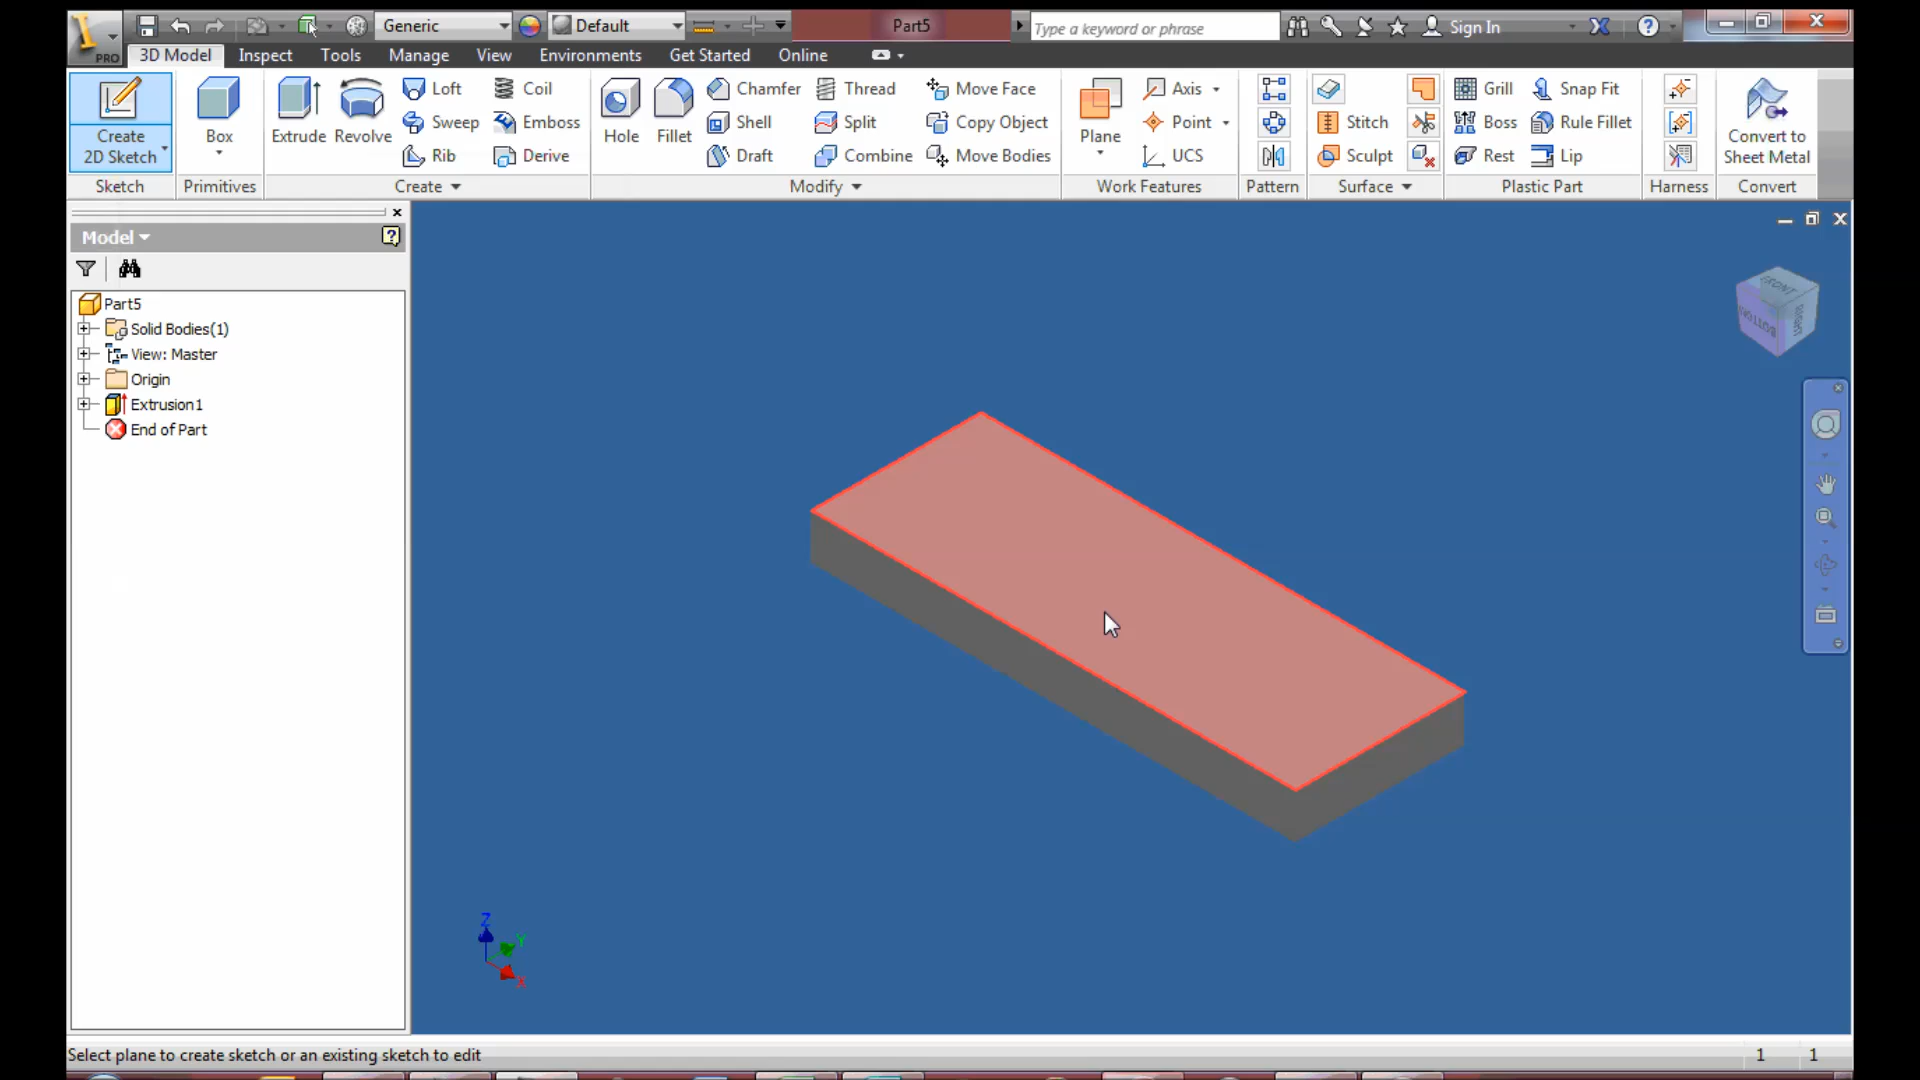 Generic
Default
Part5
Type a keyword or phrase
Sign In
PRO
3D Model
Inspect
Tools
Manage
View
Environments
Get Started
Online
Create
2D Sketch
Sketch
Box
Primitives
Extrude
Revolve
Loft
Sweep
Rib
Coil
Emboss
Derive
Create
Hole
Fillet
Chamfer
Shell
Draft
Thread
Split
Combine
Move Face
Copy Object
Move Bodies
Modify
Plane
Axis
Point
UCS
Work Features
Pattern
Stitch
Sculpt
Surface
Grill
Boss
Rest
Snap Fit
Rule Fillet
Lip
Plastic Part
Harness
Convert to
Sheet Metal
Convert
Model
Part5
Solid Bodies(1)
View: Master
Origin
Extrusion1
End of Part
FRONT
BOTTOM
RIGHT
Z
Y
X
Select plane to create sketch or an existing sketch to edit
1
1